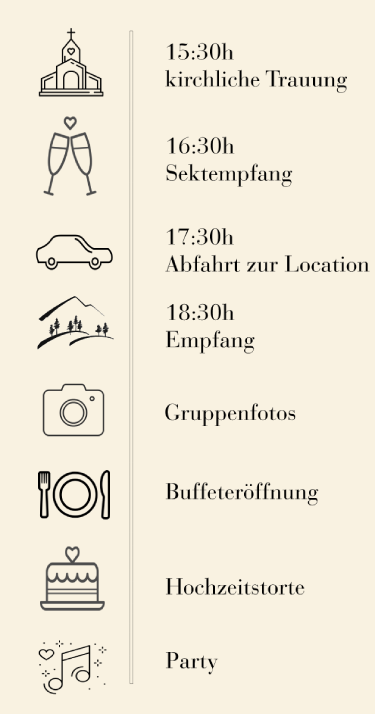 15:30h
kirchliche Trauung
16:30h
Sektempfang
17:30h
Abfahrt zur Location
18:30h
Empfang
Gruppenfotos
Buffeteröffnung
Hochzeitstorte
Party